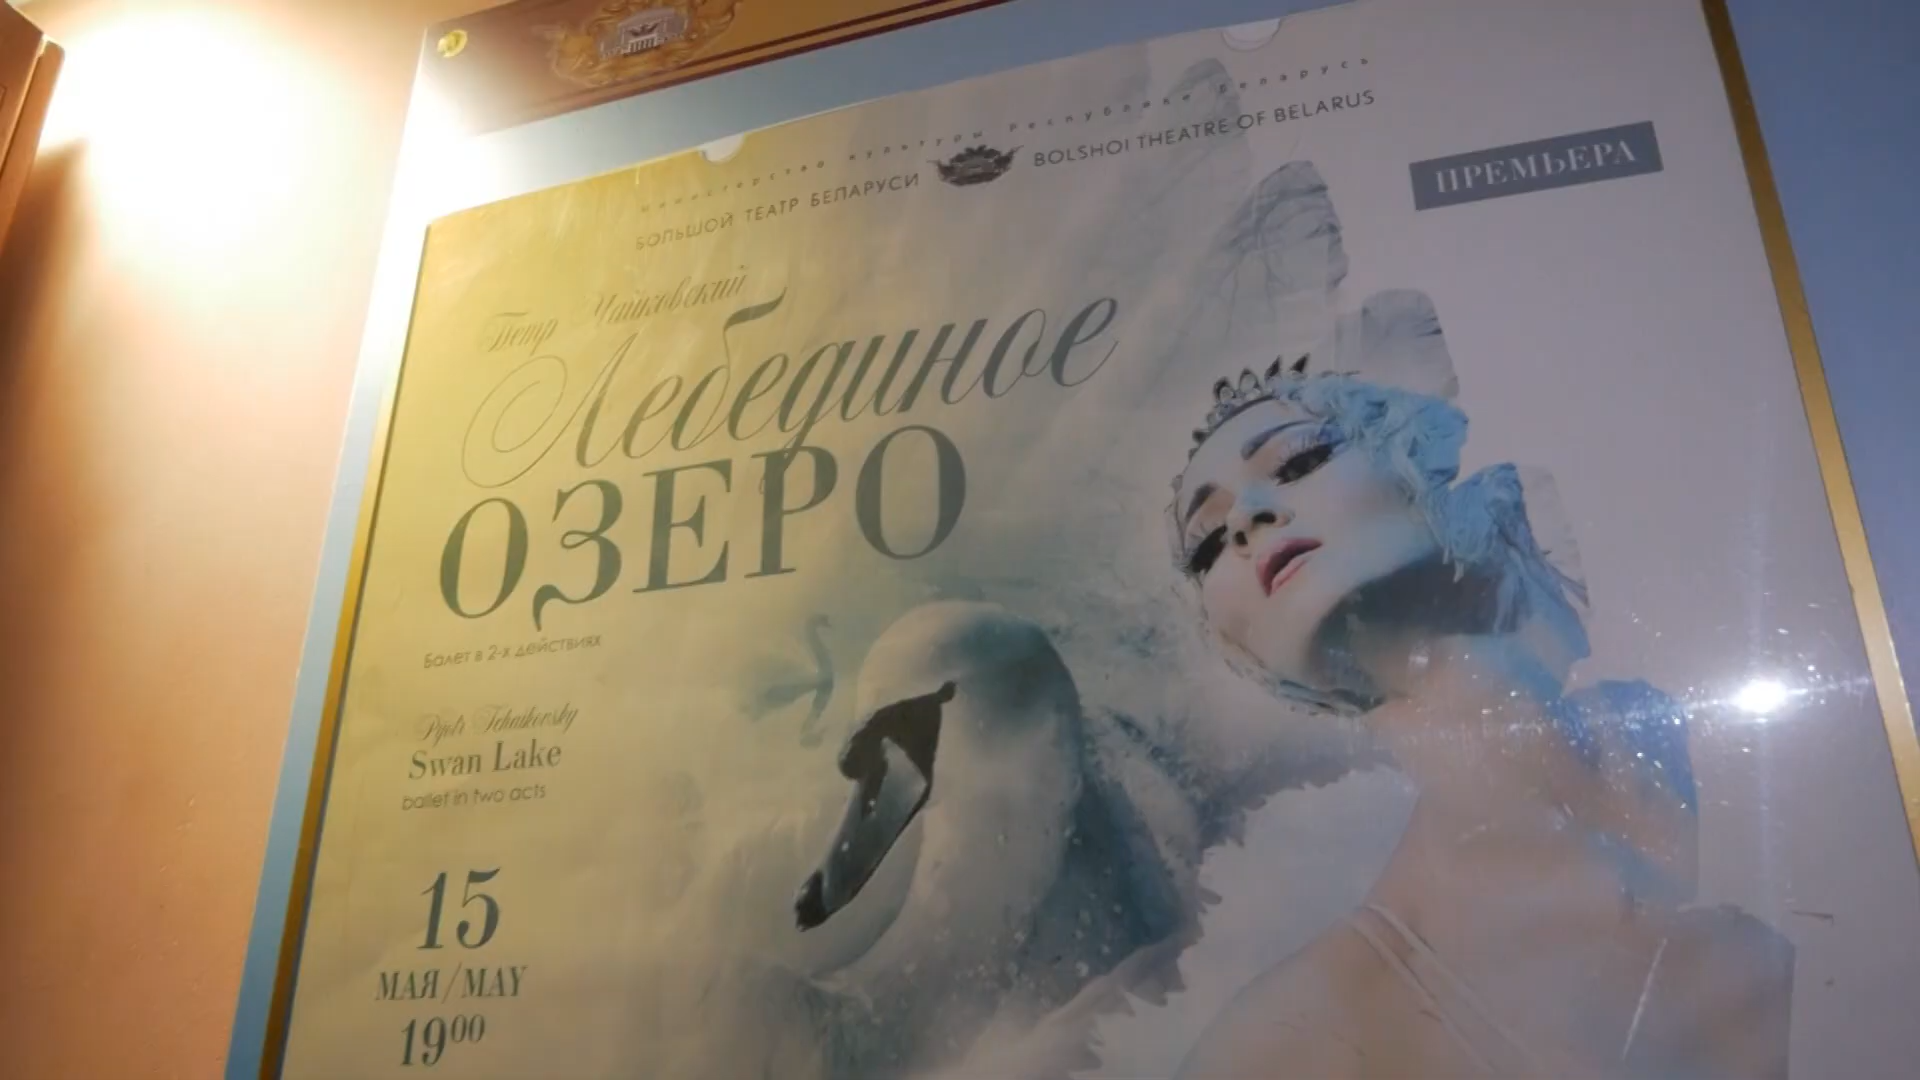 министерство культуры Республики Беларусь
БОЛЬШОЙ ТЕАТР БЕЛАРУСИ
BOLSHOI THEATRE OF BELARUS
ПРЕМЬЕРА
Петр Чайковский
Лебединое
ОЗЕРО
Балет в 2-х действиях
Pyotr Tchaikovsky
Swan Lake
ballet in two acts
15
МАЯ/MAY
19⁰⁰